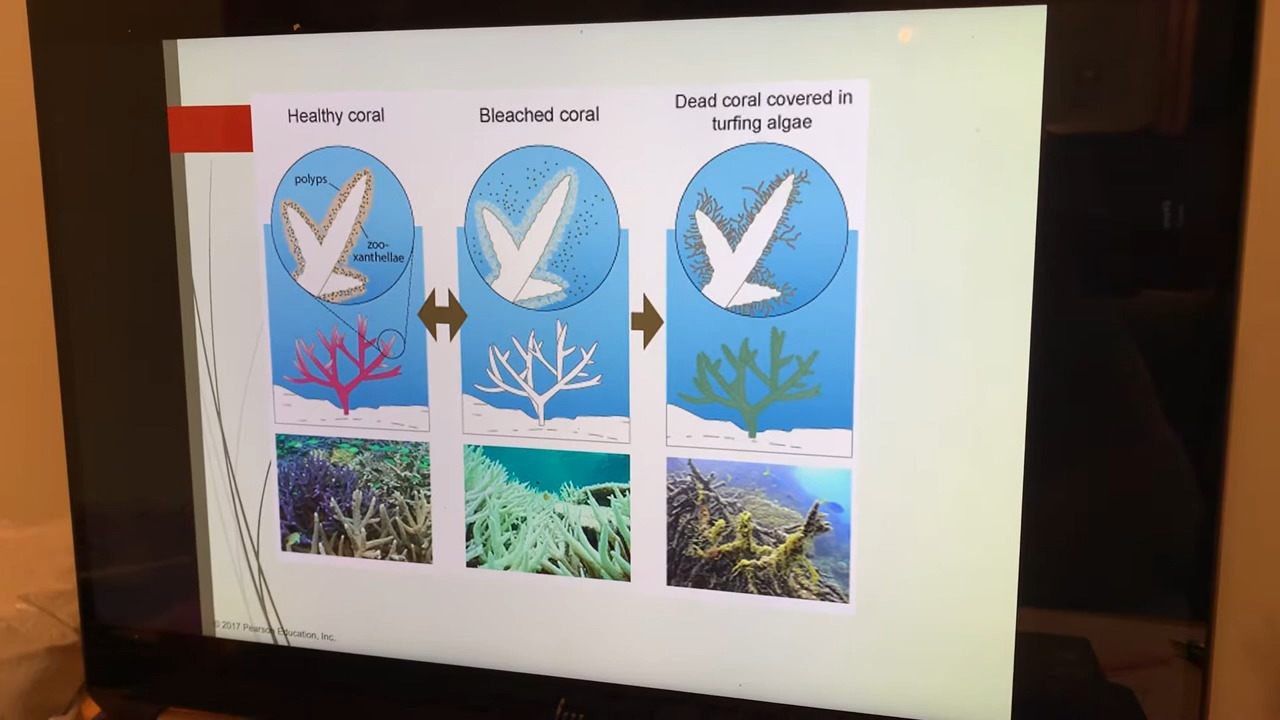 Healthy coral
Bleached coral
Dead coral covered in
turfing algae
polyps
zoo-
xanthellae
© 2017 Pearson Education, Inc.